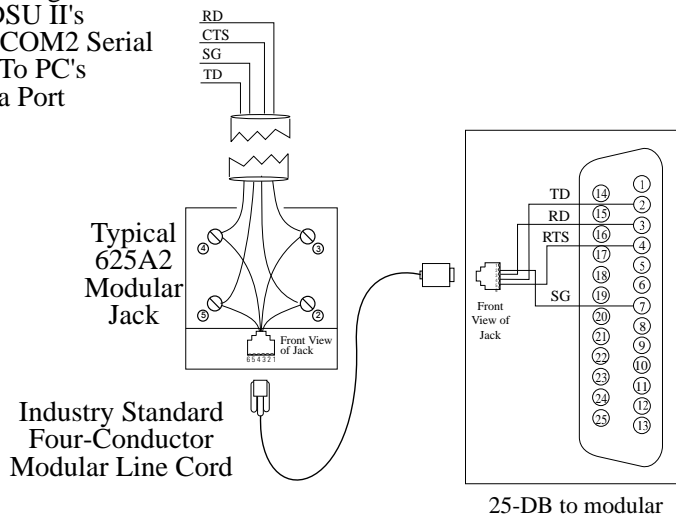 DSU II's
COM2 Serial
To PC's
a Port
RD
CTS
SG
TD
Typical
625A2
Modular
Jack
4
3
5
2
Front View
of Jack
6 5 4 3 2 1
Industry Standard
Four-Conductor
Modular Line Cord
TD
RD
RTS
SG
Front
View of
Jack
14
15
16
17
18
19
20
21
22
23
24
25
1
2
3
4
5
6
7
8
9
10
11
12
13
25-DB to modular